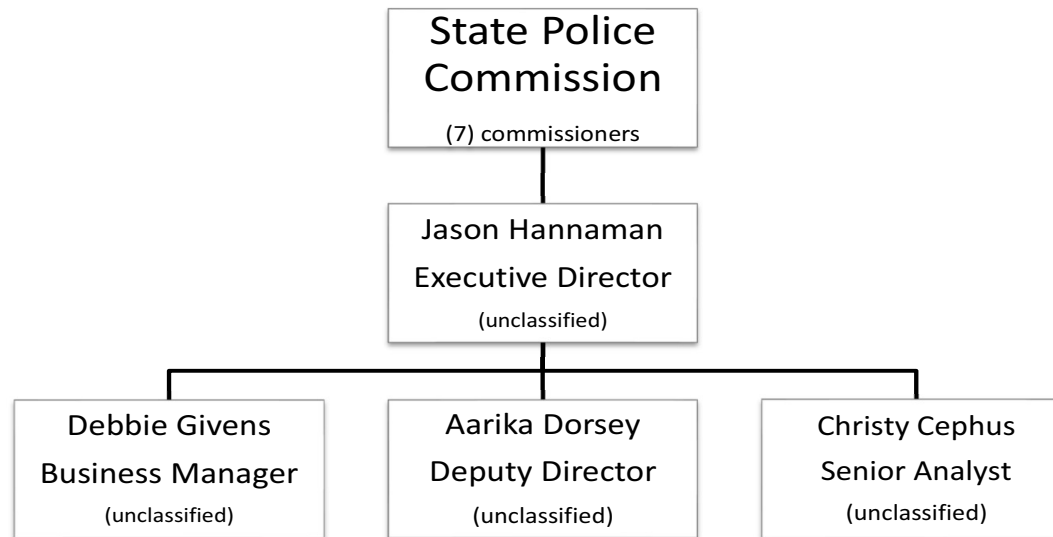 State Police
Commission
(7) commissioners
Jason Hannaman
Executive Director
(unclassified)
Debbie Givens
Business Manager
(unclassified)
Aarika Dorsey
Deputy Director
(unclassified)
Christy Cephus
Senior Analyst
(unclassified)